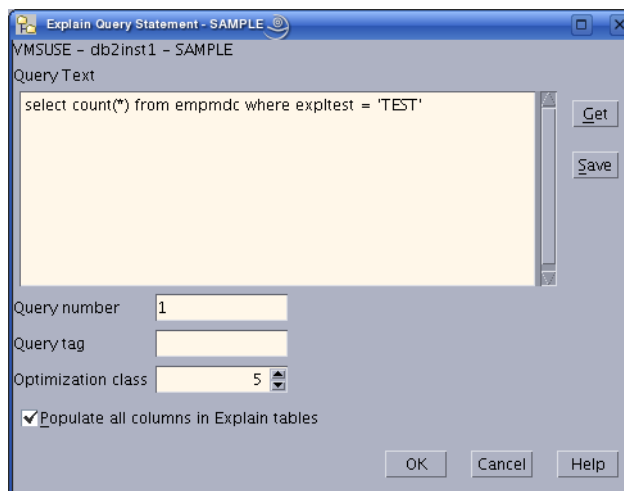 Explain Query Statement - SAMPLE
VMSUSE - db2inst1 - SAMPLE
Query Text
select count(*) from empmdc where expltest = 'TEST'
Get
Save
Query number 1
Query tag
Optimization class 5
Populate all columns in Explain tables
OK Cancel Help